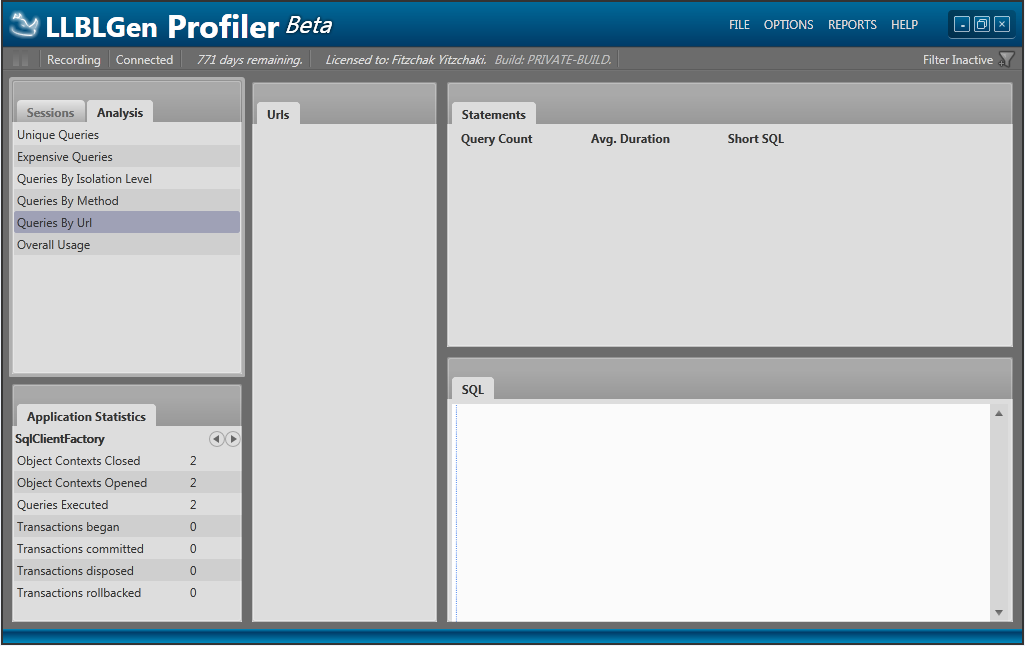 LLBLGen Profiler Beta
FILE OPTIONS REPORTS HELP
Recording Connected 771 days remaining. Licensed to: Fitzchak Yitzchaki. Build: PRIVATE-BUILD. Filter Inactive
Sessions Analysis
Unique Queries
Expensive Queries
Queries By Isolation Level
Queries By Method
Queries By Url
Overall Usage
Application Statistics
SqlClientFactory
Object Contexts Closed 2
Object Contexts Opened 2
Queries Executed 2
Transactions began 0
Transactions committed 0
Transactions disposed 0
Transactions rollbacked 0
Urls
Statements
Query Count Avg. Duration Short SQL
SQL